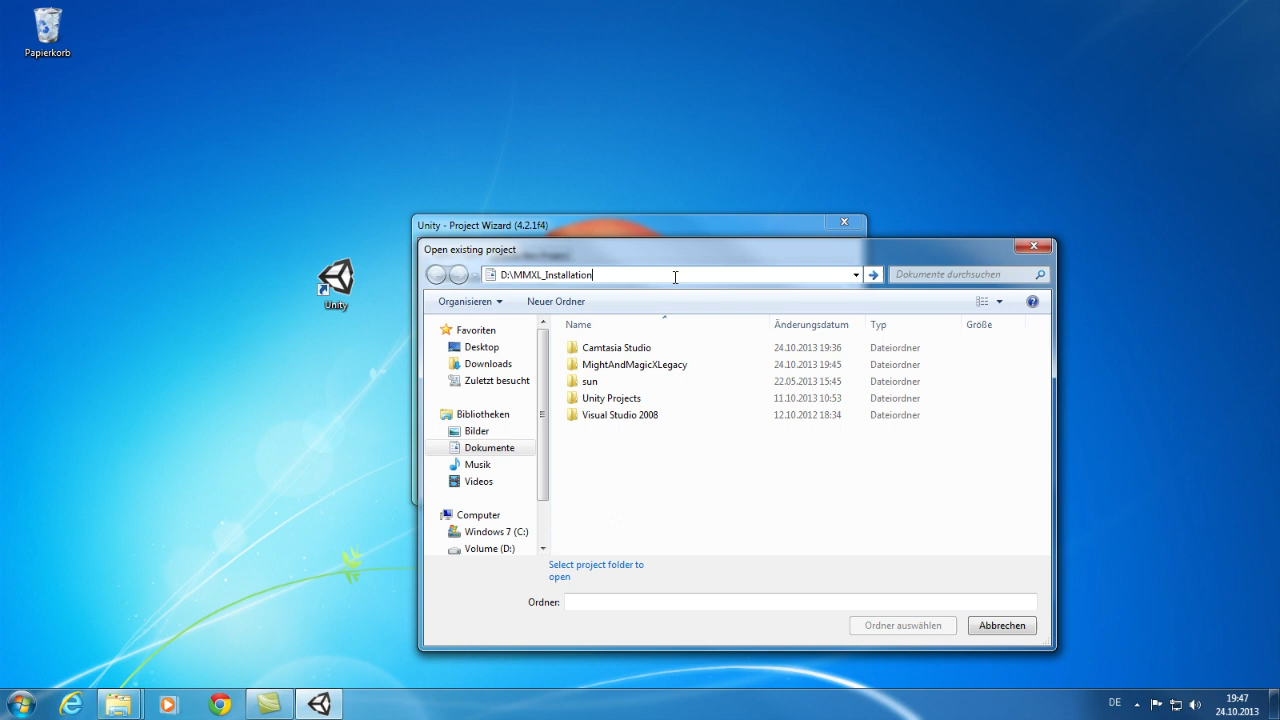 Papierkorb
Unity
Unity - Project Wizard (4.2.1f4)
Open existing project
D:\MMXL_Installation
Dokumente durchsuchen
Organisieren
Neuer Ordner
Favoriten
Desktop
Downloads
Zuletzt besucht
Bibliotheken
Bilder
Dokumente
Musik
Videos
Computer
Windows 7 (C:)
Volume (D:)
Name Änderungsdatum Typ Größe
Camtasia Studio 24.10.2013 19:36 Dateiordner
MightAndMagicXLegacy 24.10.2013 19:45 Dateiordner
sun 22.05.2013 15:45 Dateiordner
Unity Projects 11.10.2013 10:53 Dateiordner
Visual Studio 2008 12.10.2012 18:34 Dateiordner
Select project folder to
open
Ordner:
Ordner auswählen
Abbrechen
DE
19:47
24.10.2013